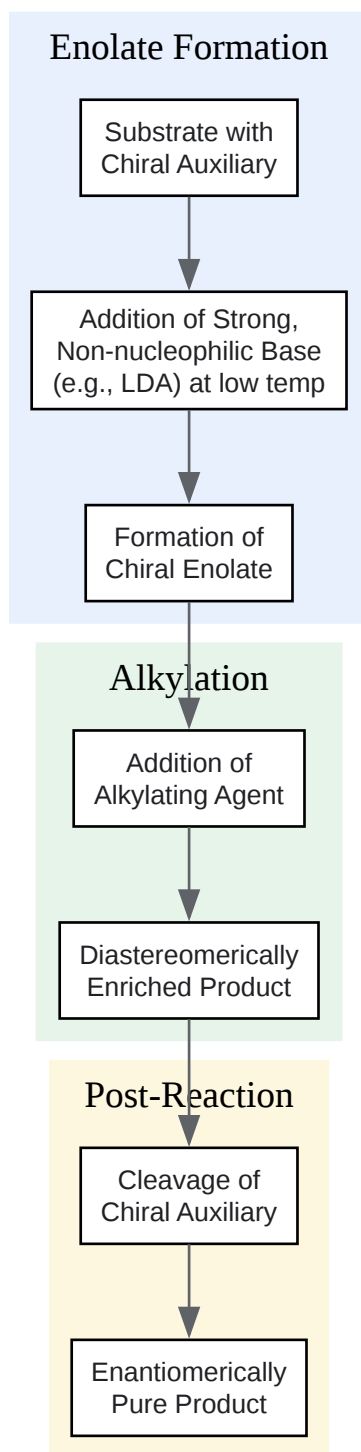 Enolate Formation
Substrate with
Chiral Auxiliary
Addition of Strong,
Non-nucleophilic Base
(e.g., LDA) at low temp
Formation of
Chiral Enolate
Alkylation
Addition of
Alkylating Agent
Diastereomerically
Enriched Product
Post-Reaction
Cleavage of
Chiral Auxiliary
Enantiomerically
Pure Product